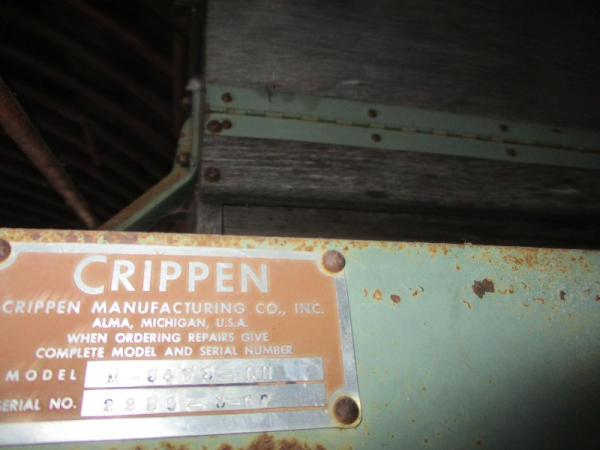 CRIPPEN
CRIPPEN MANUFACTURING CO., INC.
ALMA, MICHIGAN, U.S.A.
WHEN ORDERING REPAIRS GIVE
COMPLETE MODEL AND SERIAL NUMBER
MODEL
SERIAL NO.